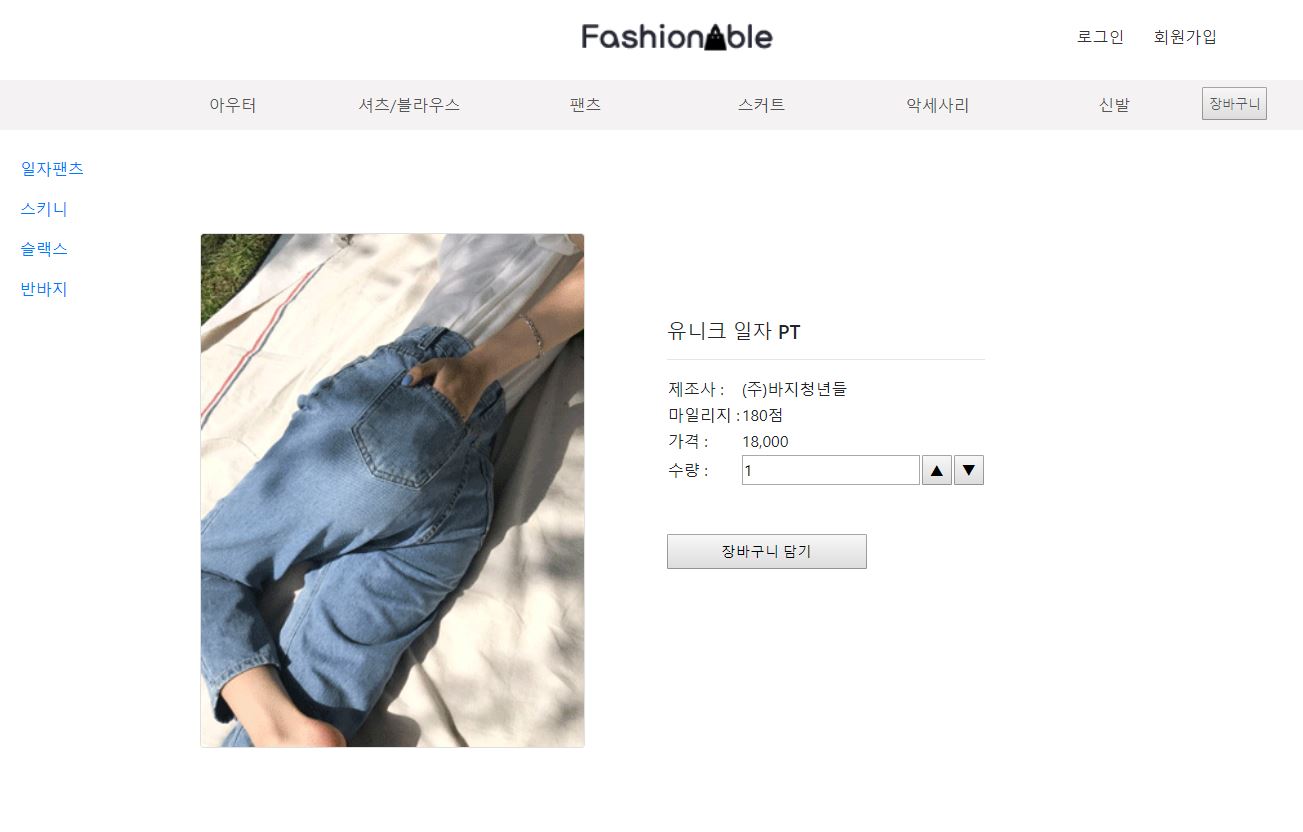 FashionAble
로그인 회원가입
아우터 셔츠/블라우스 팬츠 스커트 악세사리 신발 장바구니
일자팬츠
스키니
슬랙스
반바지
유니크 일자 PT
제조사 : (주)바지청년들
마일리지 :180점
가격 : 18,000
수량 : 1 ▲ ▼
장바구니 담기